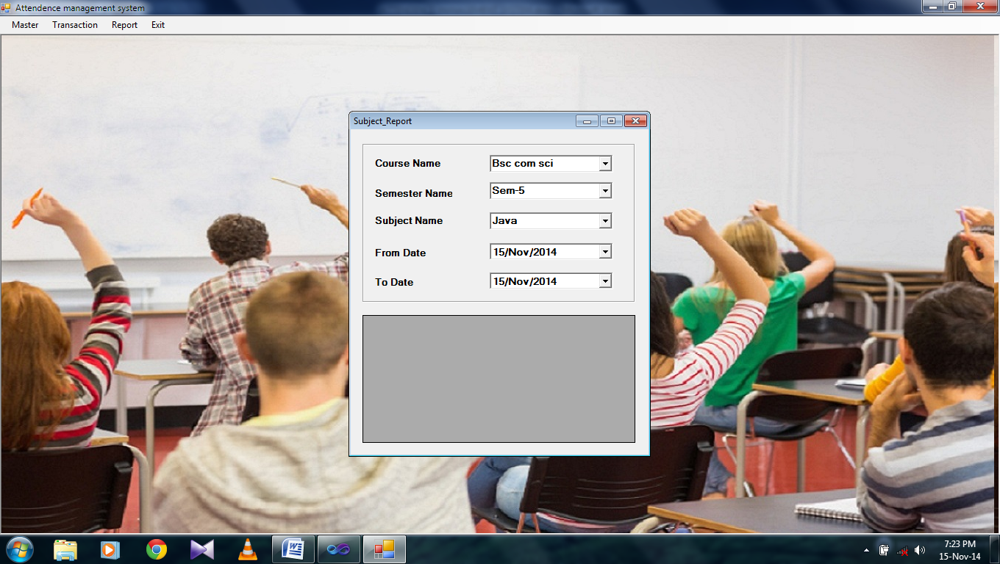 Attendence management system
Master Transaction Report Exit
Subject_Report
Course Name Bsc com sci
Semester Name Sem-5
Subject Name Java
From Date 15/Nov/2014
To Date 15/Nov/2014
7:23 PM
15-Nov-14